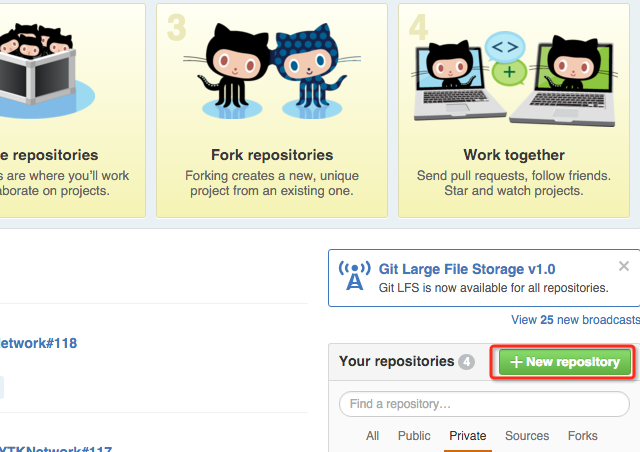 3
4
<>
+
e repositories
s are where you'll work
aborate on projects.
Fork repositories
Forking creates a new, unique
project from an existing one.
Work together
Send pull requests, follow friends.
Star and watch projects.
Git Large File Storage v1.0
×
Git LFS is now available for all repositories.
View 25 new broadcasts
etwork#118
Your repositories 4
+ New repository
Find a repository…
All Public Private Sources Forks
YTKNetwork#117